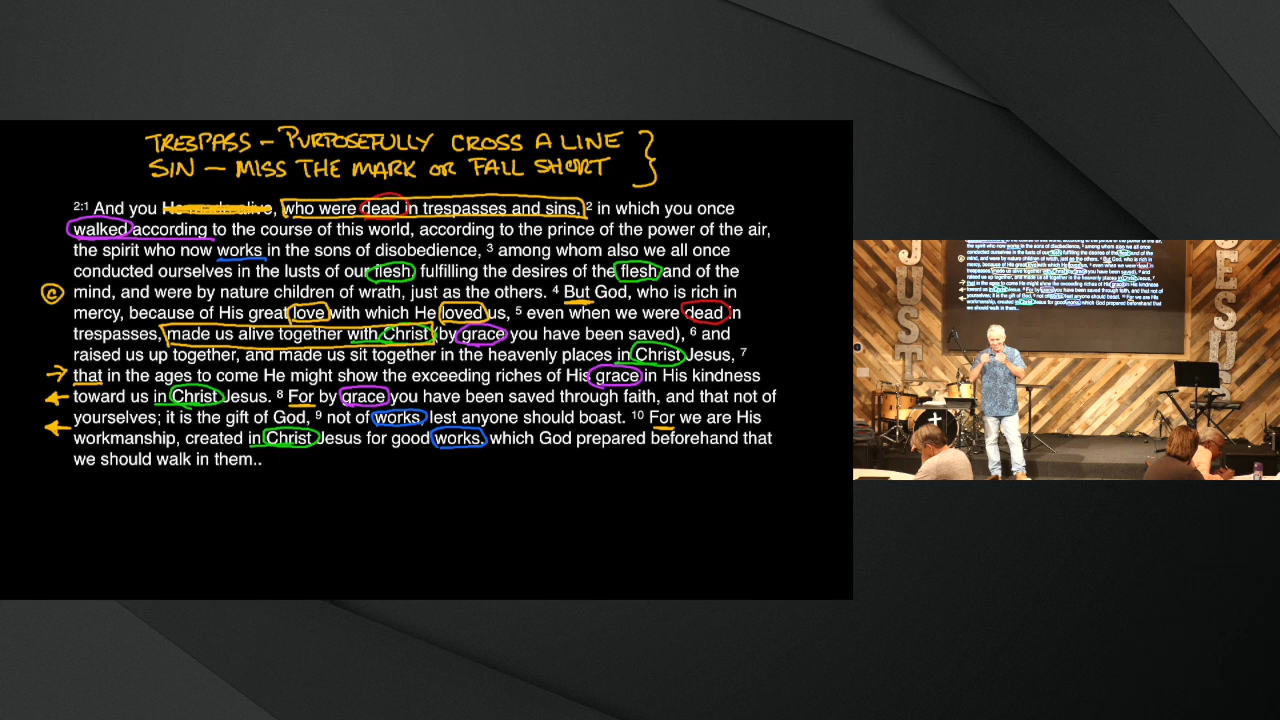 TRESPASS – PURPOSEFULLY CROSS A LINE
SIN – MISS THE MARK OR FALL SHORT
2:1 And you He made alive, who were dead in trespasses and sins, 2 in which you once
walked according to the course of this world, according to the prince of the power of the air,
the spirit who now works in the sons of disobedience, 3 among whom also we all once
conducted ourselves in the lusts of our flesh, fulfilling the desires of the flesh and of the
C mind, and were by nature children of wrath, just as the others. 4 But God, who is rich in
mercy, because of His great love with which He loved us, 5 even when we were dead in
trespasses, made us alive together with Christ (by grace you have been saved), 6 and
raised us up together, and made us sit together in the heavenly places in Christ Jesus, 7
that in the ages to come He might show the exceeding riches of His grace in His kindness
toward us in Christ Jesus. 8 For by grace you have been saved through faith, and that not of
yourselves; it is the gift of God, 9 not of works, lest anyone should boast. 10 For we are His
workmanship, created in Christ Jesus for good works, which God prepared beforehand that
we should walk in them..
JUST
JESUS